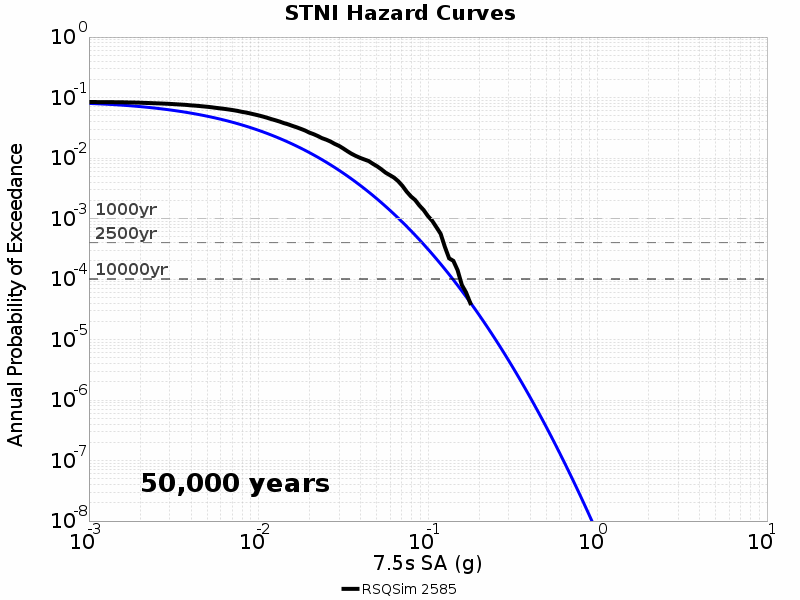 STNI Hazard Curves
Annual Probability of Exceedance
10^0
10^-1
10^-2
10^-3
10^-4
10^-5
10^-6
10^-7
10^-8
1000yr
2500yr
10000yr
50,000 years
10^-3 10^-2 10^-1 10^0 10^1
7.5s SA (g)
RSQSim 2585